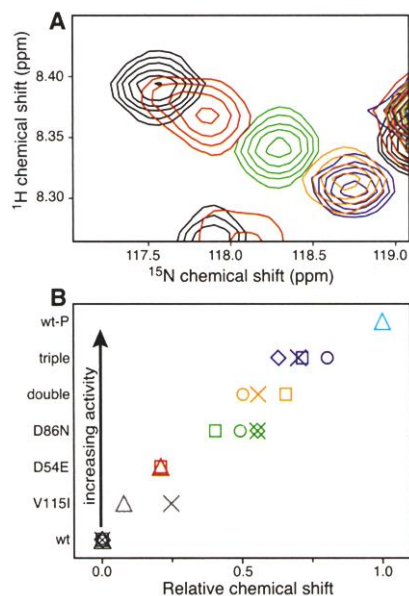 A
8.40
8.35
8.30
¹H chemical shift (ppm)
117.5 118.0 118.5 119.0
¹⁵N chemical shift (ppm)
B
wt-P
triple
double
D86N
D54E
V115I
wt
increasing activity
0.0 0.5 1.0
Relative chemical shift